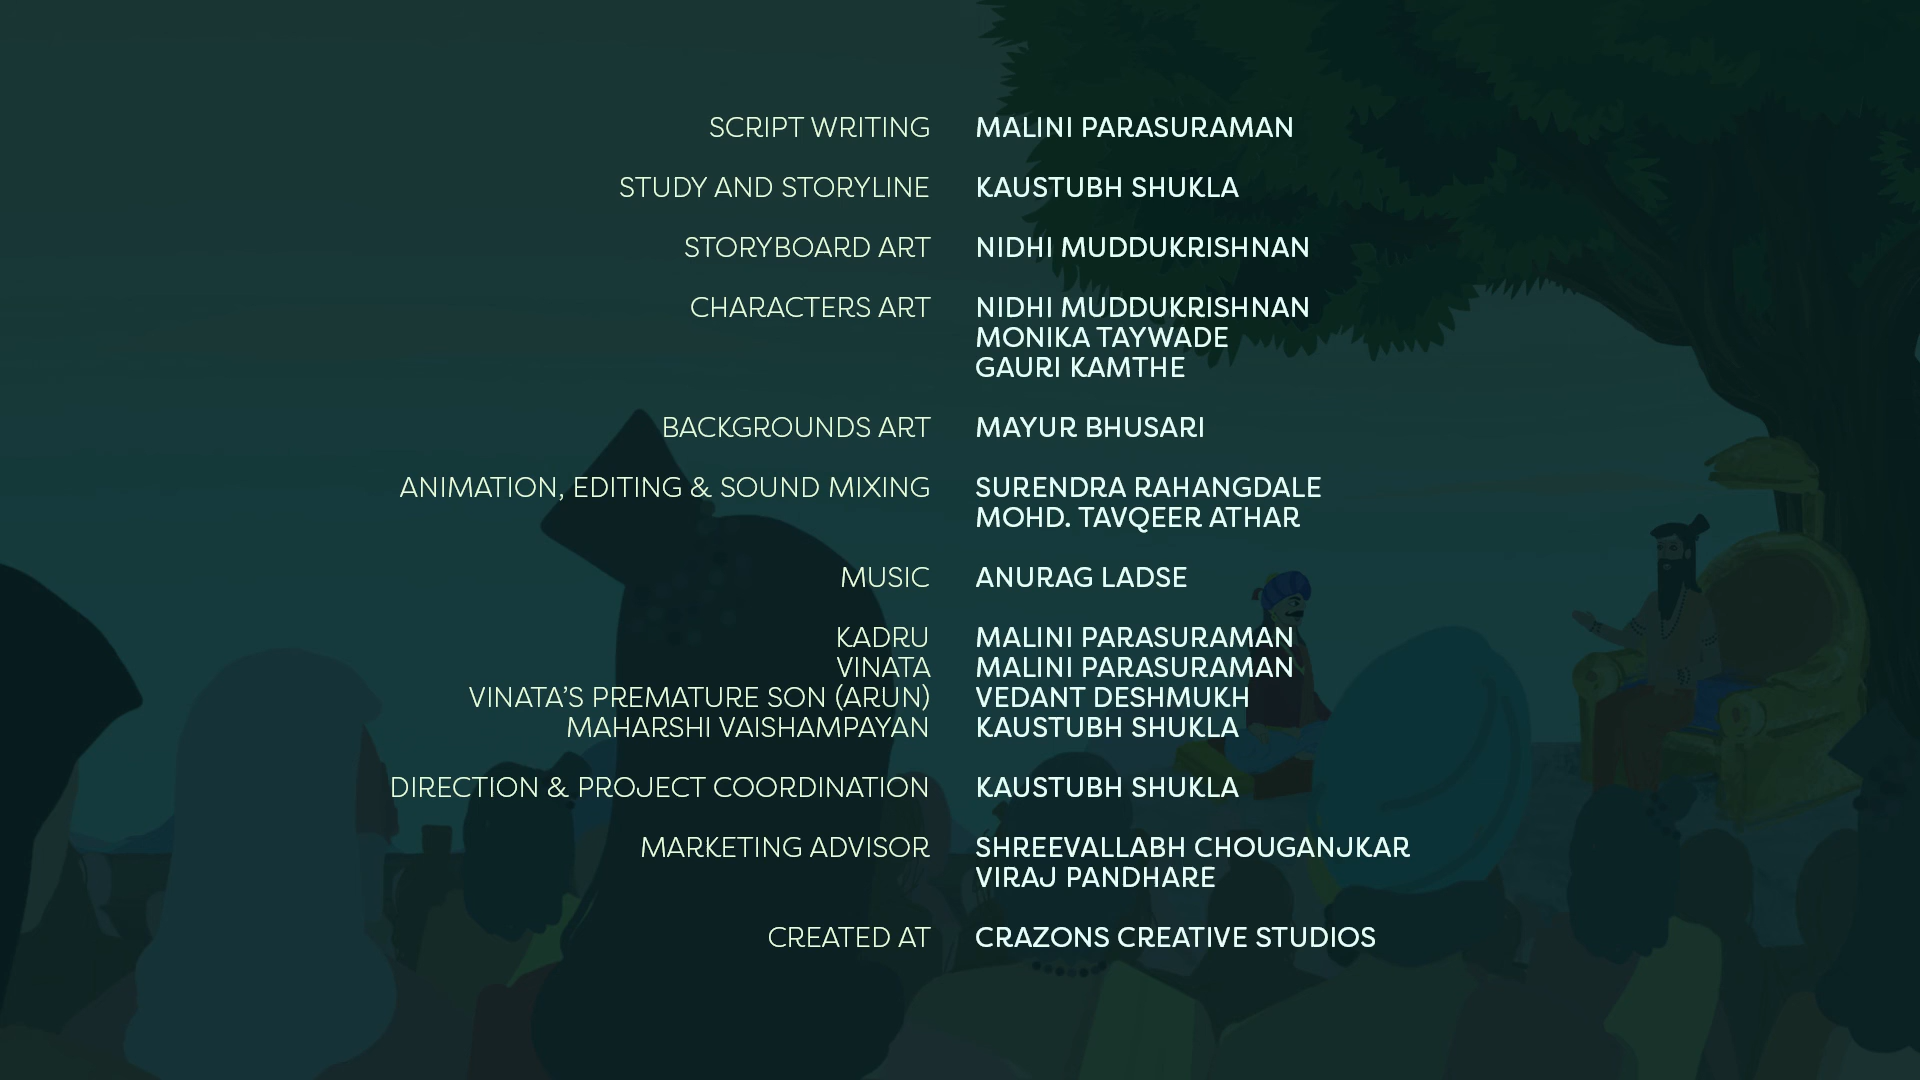 SCRIPT WRITING MALINI PARASURAMAN
STUDY AND STORYLINE KAUSTUBH SHUKLA
STORYBOARD ART NIDHI MUDDUKRISHNAN
CHARACTERS ART NIDHI MUDDUKRISHNAN
MONIKA TAYWADE
GAURI KAMTHE
BACKGROUNDS ART MAYUR BHUSARI
ANIMATION, EDITING & SOUND MIXING SURENDRA RAHANGDALE
MOHD. TAVQEER ATHAR
MUSIC ANURAG LADSE
KADRU MALINI PARASURAMAN
VINATA MALINI PARASURAMAN
VINATA’S PREMATURE SON (ARUN) VEDANT DESHMUKH
MAHARSHI VAISHAMPAYAN KAUSTUBH SHUKLA
DIRECTION & PROJECT COORDINATION KAUSTUBH SHUKLA
MARKETING ADVISOR SHREEVALLABH CHOUGANJKAR
VIRAJ PANDHARE
CREATED AT CRAZONS CREATIVE STUDIOS